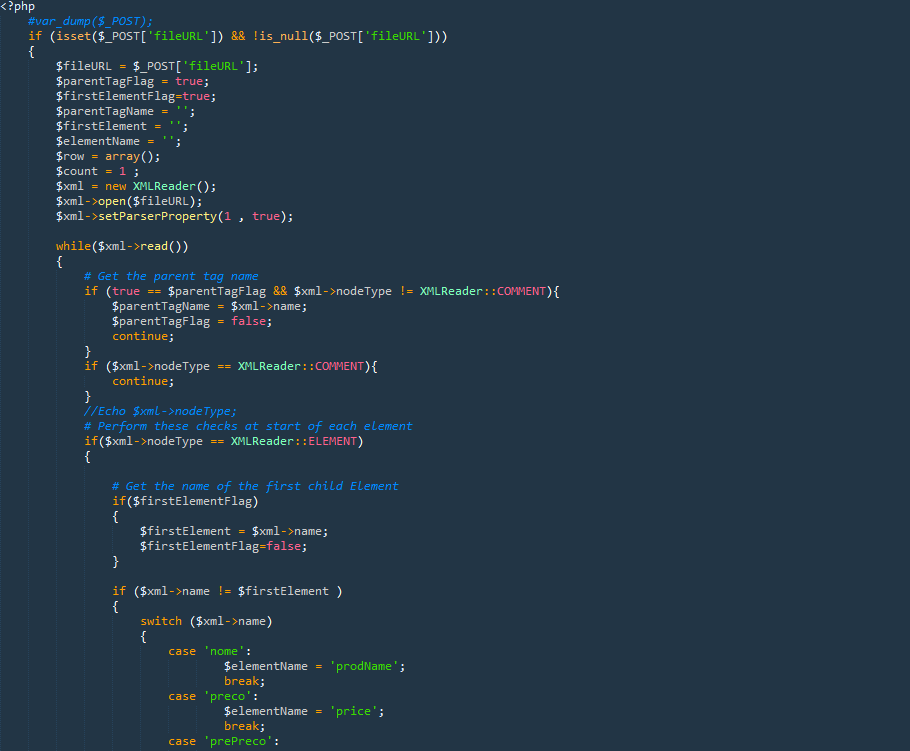 <?php
#var_dump($_POST);
if (isset($_POST['fileURL']) && !is_null($_POST['fileURL']))
{
$fileURL = $_POST['fileURL'];
$parentTagFlag = true;
$firstElementFlag=true;
$parentTagName = '';
$firstElement = '';
$elementName = '';
$row = array();
$count = 1 ;
$xml = new XMLReader();
$xml->open($fileURL);
$xml->setParserProperty(1 , true);
while($xml->read())
{
# Get the parent tag name
if (true == $parentTagFlag && $xml->nodeType != XMLReader::COMMENT){
$parentTagName = $xml->name;
$parentTagFlag = false;
continue;
}
if ($xml->nodeType == XMLReader::COMMENT){
continue;
}
//Echo $xml->nodeType;
# Perform these checks at start of each element
if($xml->nodeType == XMLReader::ELEMENT)
{
# Get the name of the first child Element
if($firstElementFlag)
{
$firstElement = $xml->name;
$firstElementFlag=false;
}
if ($xml->name != $firstElement )
{
switch ($xml->name)
{
case 'nome':
$elementName = 'prodName';
break;
case 'preco':
$elementName = 'price';
break;
case 'prePreco':